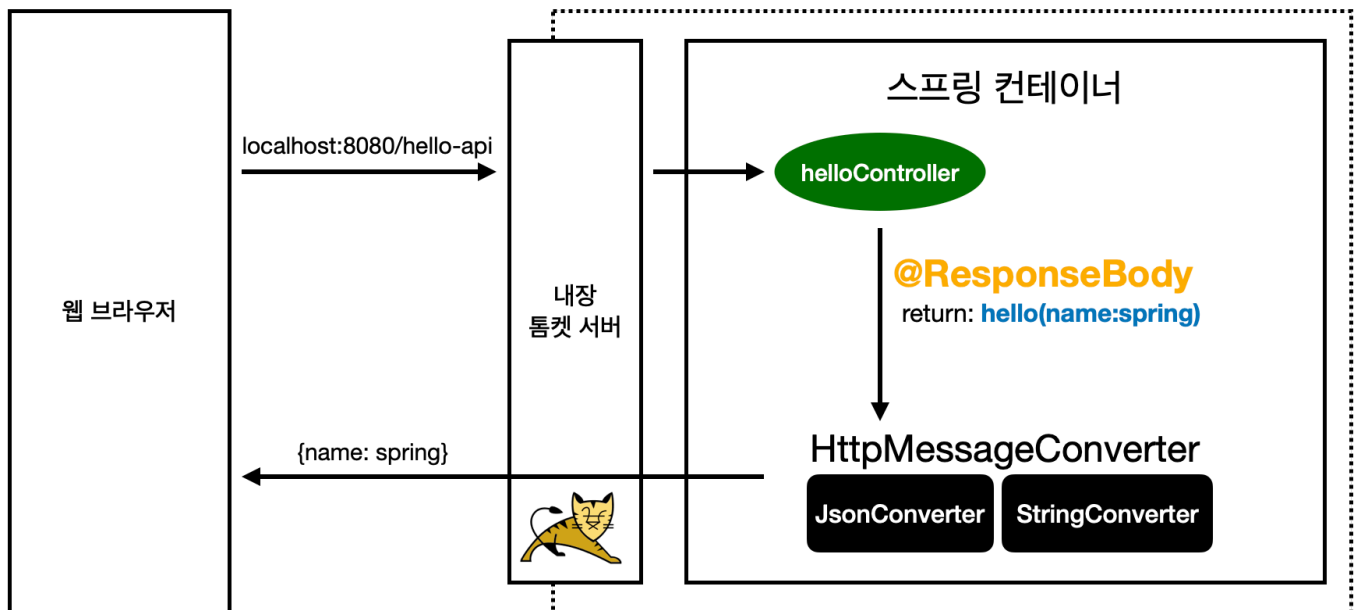 스프링 컨테이너
localhost:8080/hello-api
helloController
@ResponseBody
return: hello(name:spring)
웹 브라우저
내장
톰켓 서버
{name: spring}
HttpMessageConverter
JsonConverter
StringConverter